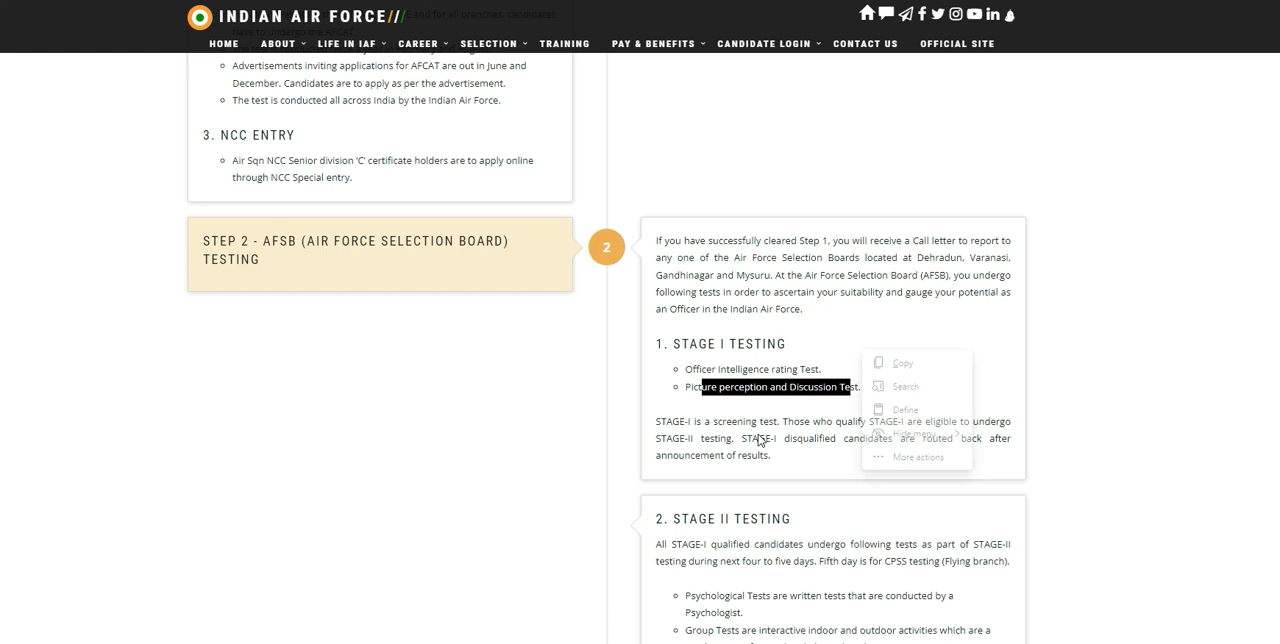 INDIAN AIR FORCE///
HOME ABOUT LIFE IN IAF CAREER SELECTION TRAINING PAY & BENEFITS CANDIDATE LOGIN CONTACT US OFFICIAL SITE
E and for all branches, candidates
have to undergo the AFCAT.
Advertisements inviting applications for AFCAT are out in June and
December. Candidates are to apply as per the advertisement.
The test is conducted all across India by the Indian Air Force.
3. NCC ENTRY
Air Sqn NCC Senior division ‘C’ certificate holders are to apply online
through NCC Special entry.
STEP 2 - AFSB (AIR FORCE SELECTION BOARD)
TESTING
2
If you have successfully cleared Step 1, you will receive a Call letter to report to
any one of the Air Force Selection Boards located at Dehradun, Varanasi,
Gandhinagar and Mysuru. At the Air Force Selection Board (AFSB), you undergo
following tests in order to ascertain your suitability and gauge your potential as
an Officer in the Indian Air Force.
1. STAGE I TESTING
Officer Intelligence rating Test.
Picture perception and Discussion Test.
STAGE-I is a screening test. Those who qualify STAGE-I are eligible to undergo
STAGE-II testing. STAGE-I disqualified candidates are routed back after
announcement of results.
Copy
Search
Define
Hide menu
More actions
2. STAGE II TESTING
All STAGE-I qualified candidates undergo following tests as part of STAGE-II
testing during next four to five days. Fifth day is for CPSS testing (Flying branch).
Psychological Tests are written tests that are conducted by a
Psychologist.
Group Tests are interactive indoor and outdoor activities which are a